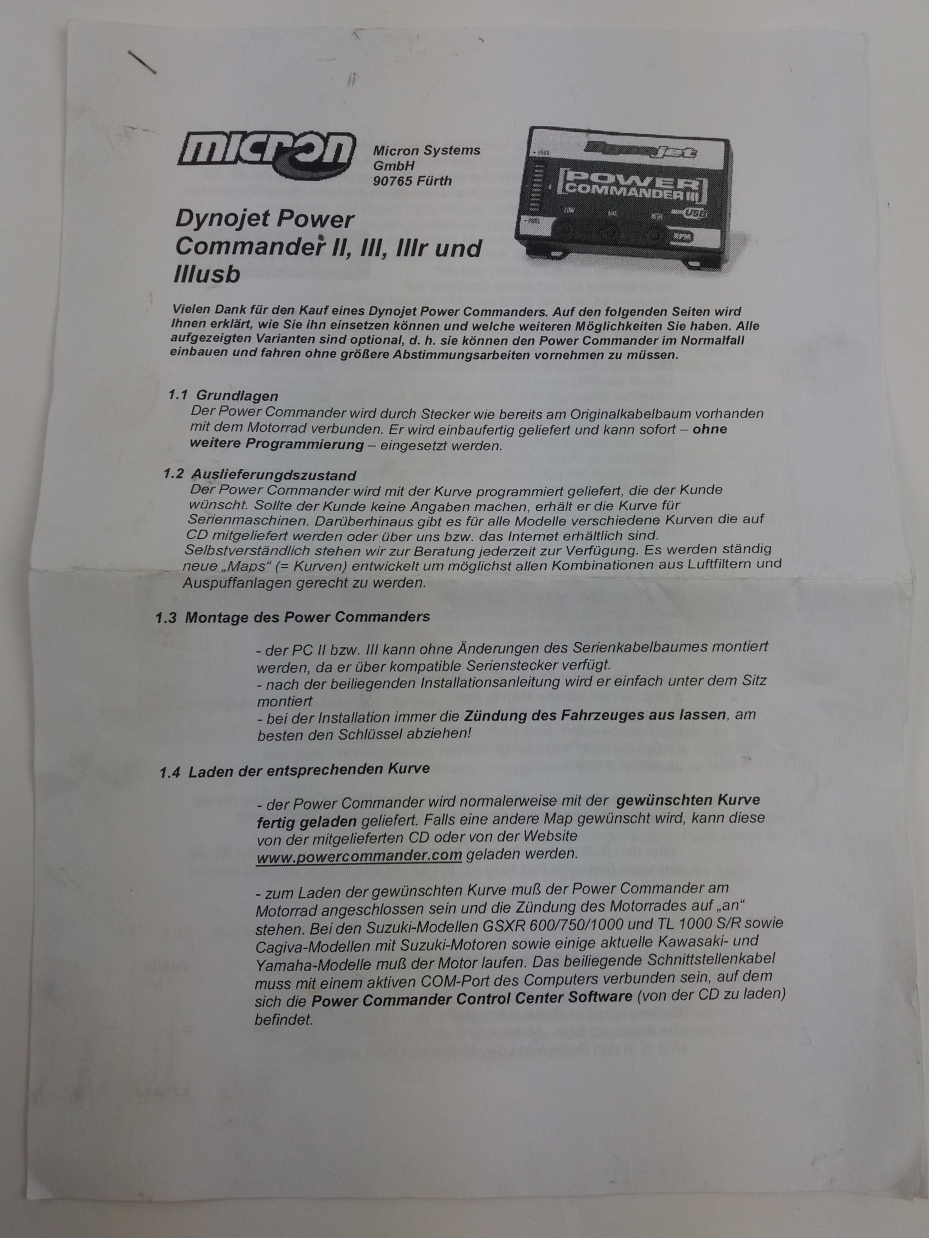 micron
Micron Systems
GmbH
90765 Fürth
Dynojet
+ FUEL
POWER
COMMANDER III
USB
LOW
MID
HIGH
- FUEL
RPM
Dynojet Power
Commander II, III, IIIr und
IIIusb
Vielen Dank für den Kauf eines Dynojet Power Commanders. Auf den folgenden Seiten wird
Ihnen erklärt, wie Sie ihn einsetzen können und welche weiteren Möglichkeiten Sie haben. Alle
aufgezeigten Varianten sind optional, d. h. sie können den Power Commander im Normalfall
einbauen und fahren ohne größere Abstimmungsarbeiten vornehmen zu müssen.
1.1 Grundlagen
Der Power Commander wird durch Stecker wie bereits am Originalkabelbaum vorhanden
mit dem Motorrad verbunden. Er wird einbaufertig geliefert und kann sofort – ohne
weitere Programmierung – eingesetzt werden.
1.2 Auslieferungdszustand
Der Power Commander wird mit der Kurve programmiert geliefert, die der Kunde
wünscht. Sollte der Kunde keine Angaben machen, erhält er die Kurve für
Serienmaschinen. Darüberhinaus gibt es für alle Modelle verschiedene Kurven die auf
CD mitgeliefert werden oder über uns bzw. das Internet erhältlich sind.
Selbstverständlich stehen wir zur Beratung jederzeit zur Verfügung. Es werden ständig
neue „Maps“ (= Kurven) entwickelt um möglichst allen Kombinationen aus Luftfiltern und
Auspuffanlagen gerecht zu werden.
1.3 Montage des Power Commanders
- der PC II bzw. III kann ohne Änderungen des Serienkabelbaumes montiert
werden, da er über kompatible Serienstecker verfügt.
- nach der beiliegenden Installationsanleitung wird er einfach unter dem Sitz
montiert
- bei der Installation immer die Zündung des Fahrzeuges aus lassen, am
besten den Schlüssel abziehen!
1.4 Laden der entsprechenden Kurve
- der Power Commander wird normalerweise mit der gewünschten Kurve
fertig geladen geliefert. Falls eine andere Map gewünscht wird, kann diese
von der mitgelieferten CD oder von der Website
www.powercommander.com geladen werden.
- zum Laden der gewünschten Kurve muß der Power Commander am
Motorrad angeschlossen sein und die Zündung des Motorrades auf „an“
stehen. Bei den Suzuki-Modellen GSXR 600/750/1000 und TL 1000 S/R sowie
Cagiva-Modellen mit Suzuki-Motoren sowie einige aktuelle Kawasaki- und
Yamaha-Modelle muß der Motor laufen. Das beiliegende Schnittstellenkabel
muss mit einem aktiven COM-Port des Computers verbunden sein, auf dem
sich die Power Commander Control Center Software (von der CD zu laden)
befindet.